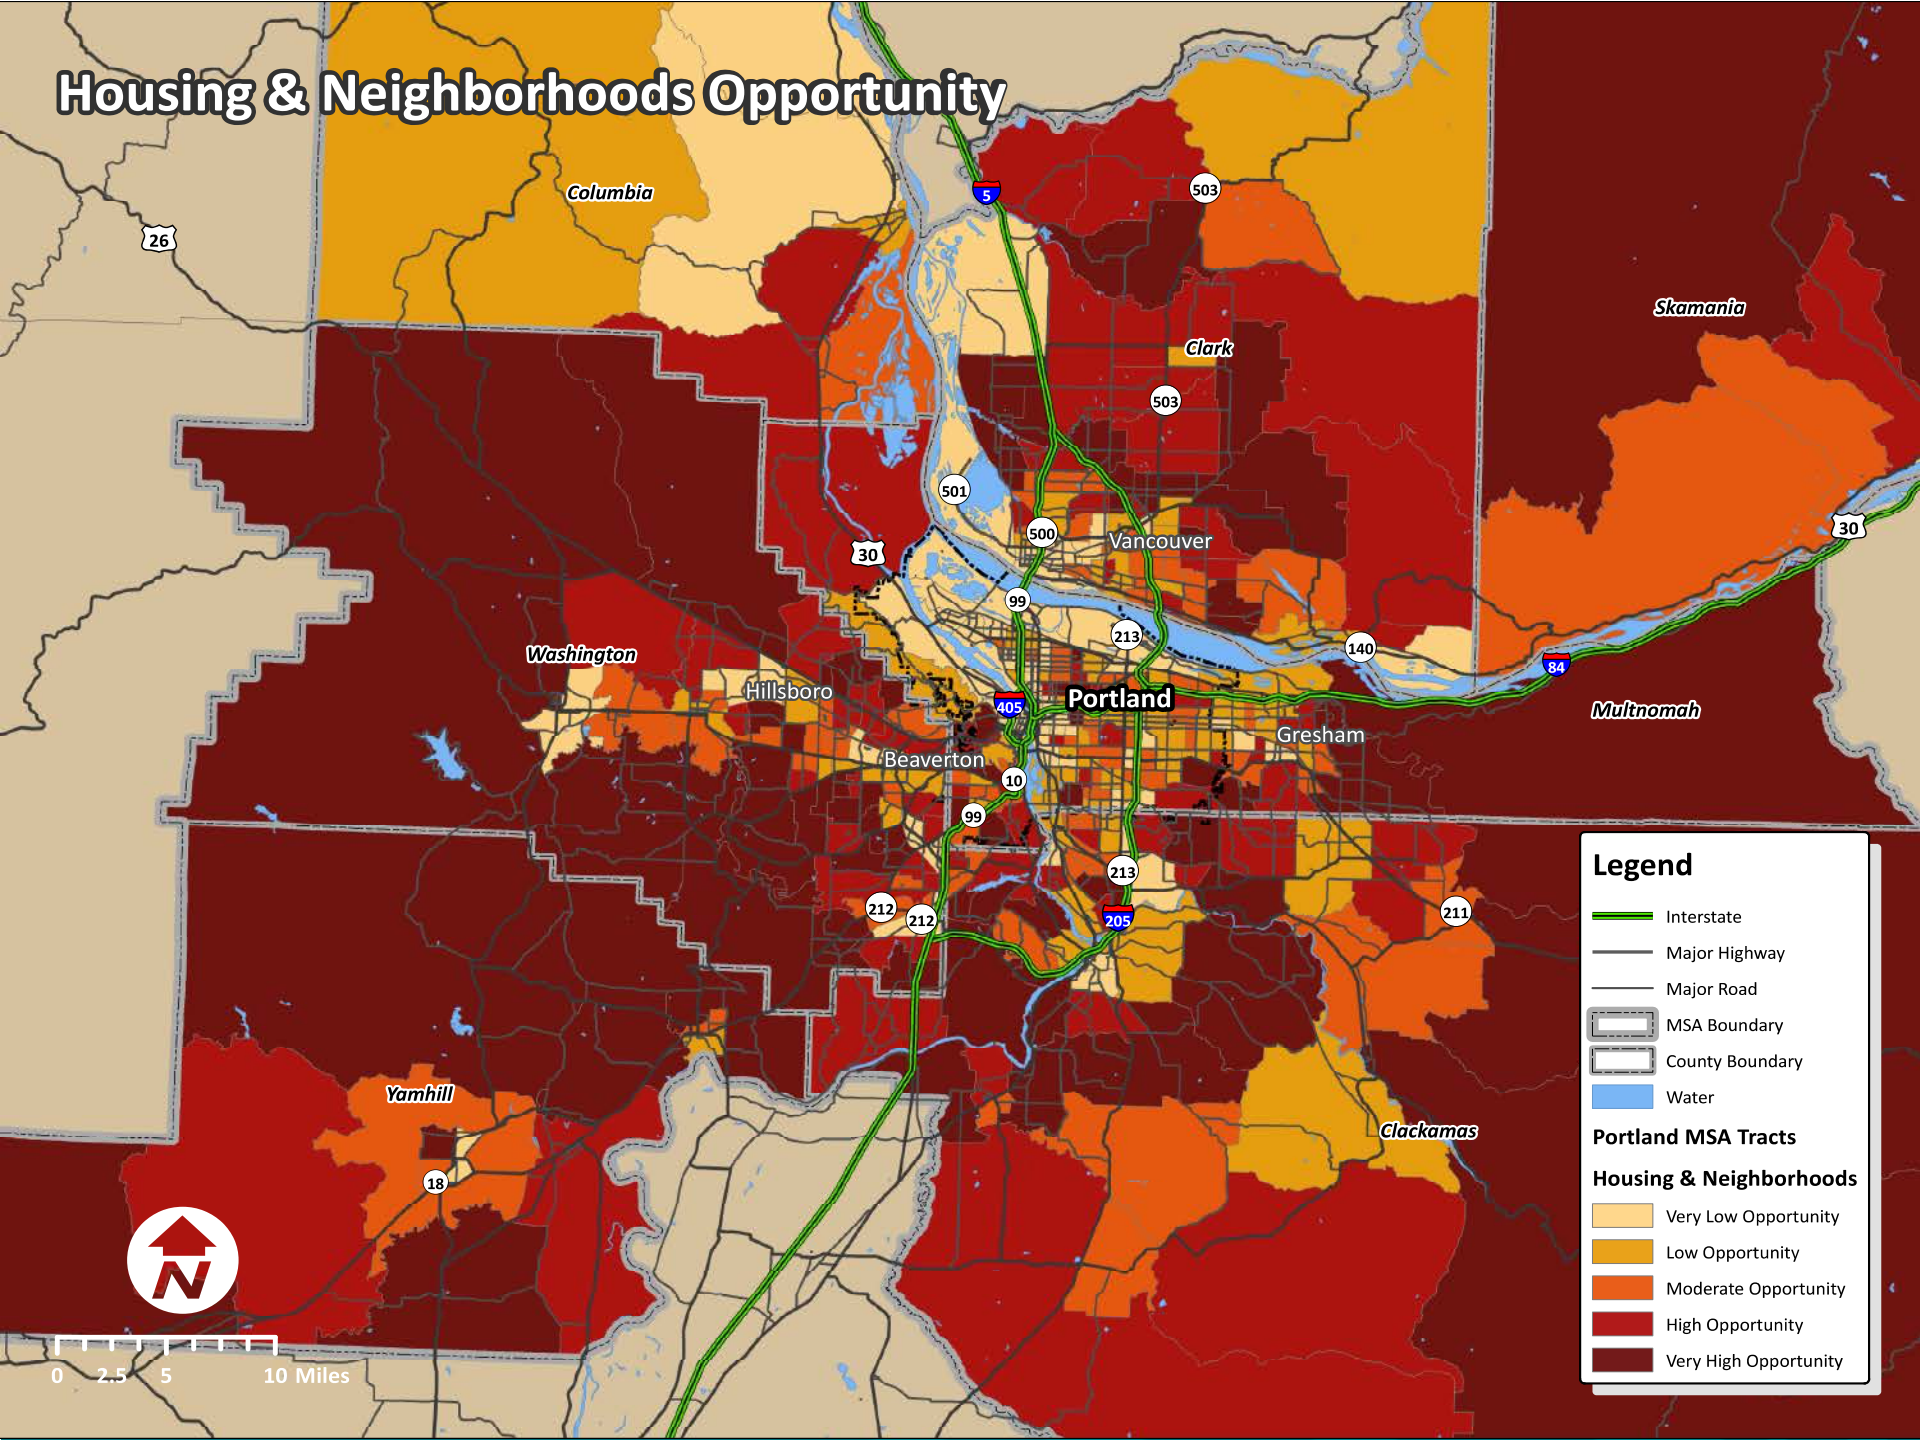 Housing & Neighborhoods Opportunity
Columbia
5
503
26
Skamania
Clark
503
501
500
Vancouver
30
30
99
213
140
84
Washington
Hillsboro
405
Portland
Multnomah
Gresham
Beaverton
10
99
213
212
212
205
211
Yamhill
18
Clackamas
N
0 2.5 5 10 Miles
Legend
Interstate
Major Highway
Major Road
MSA Boundary
County Boundary
Water
Portland MSA Tracts
Housing & Neighborhoods
Very Low Opportunity
Low Opportunity
Moderate Opportunity
High Opportunity
Very High Opportunity